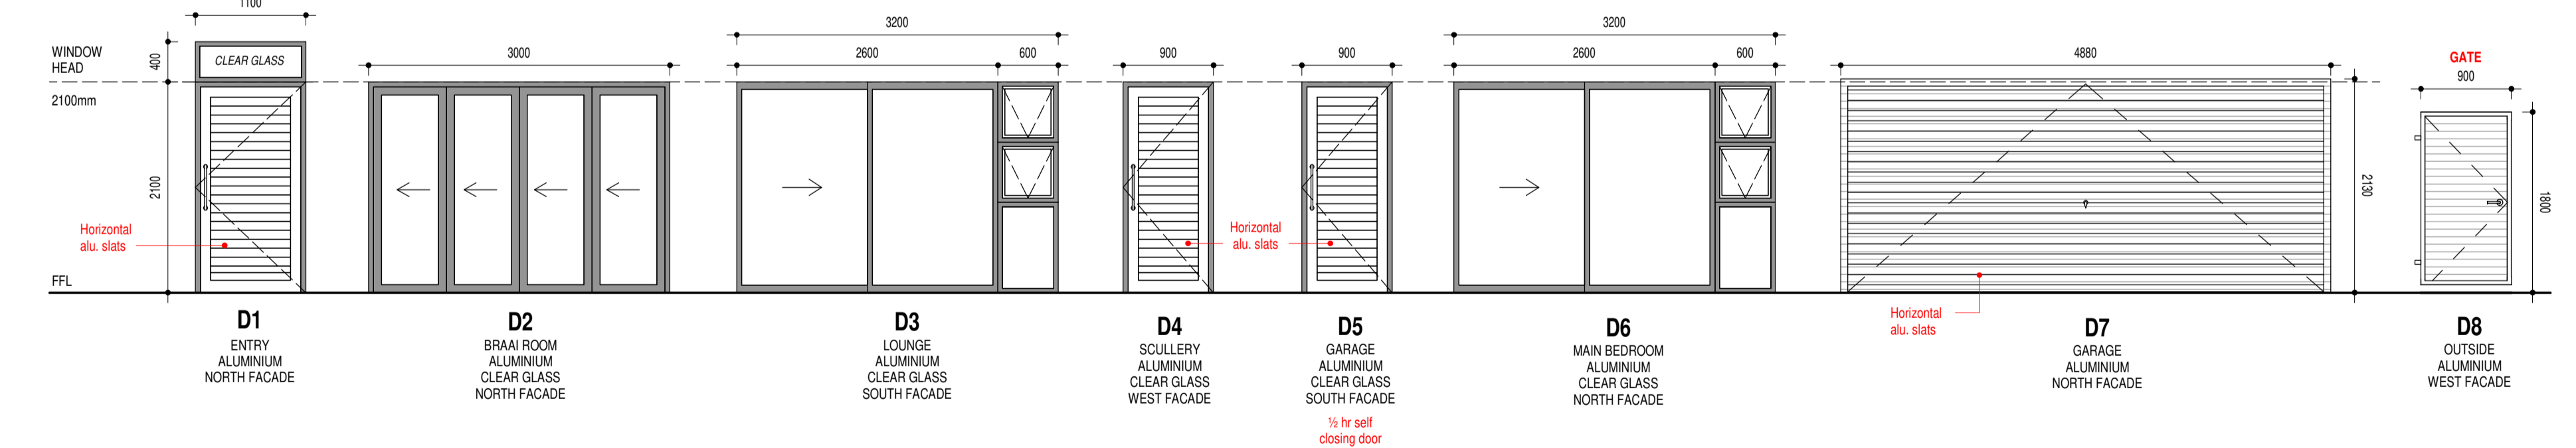 1100
WINDOW
HEAD
400
CLEAR GLASS
2100mm
2100
Horizontal
alu. slats
FFL
D1
ENTRY
ALUMINIUM
NORTH FACADE
3000
D2
BRAAI ROOM
ALUMINIUM
CLEAR GLASS
NORTH FACADE
3200
2600
600
D3
LOUNGE
ALUMINIUM
CLEAR GLASS
SOUTH FACADE
900
D4
SCULLERY
ALUMINIUM
CLEAR GLASS
WEST FACADE
Horizontal
alu. slats
900
D5
GARAGE
ALUMINIUM
CLEAR GLASS
SOUTH FACADE
½ hr self
closing door
3200
2600
600
D6
MAIN BEDROOM
ALUMINIUM
CLEAR GLASS
NORTH FACADE
4880
2130
Horizontal
alu. slats
D7
GARAGE
ALUMINIUM
NORTH FACADE
GATE
900
1800
D8
OUTSIDE
ALUMINIUM
WEST FACADE